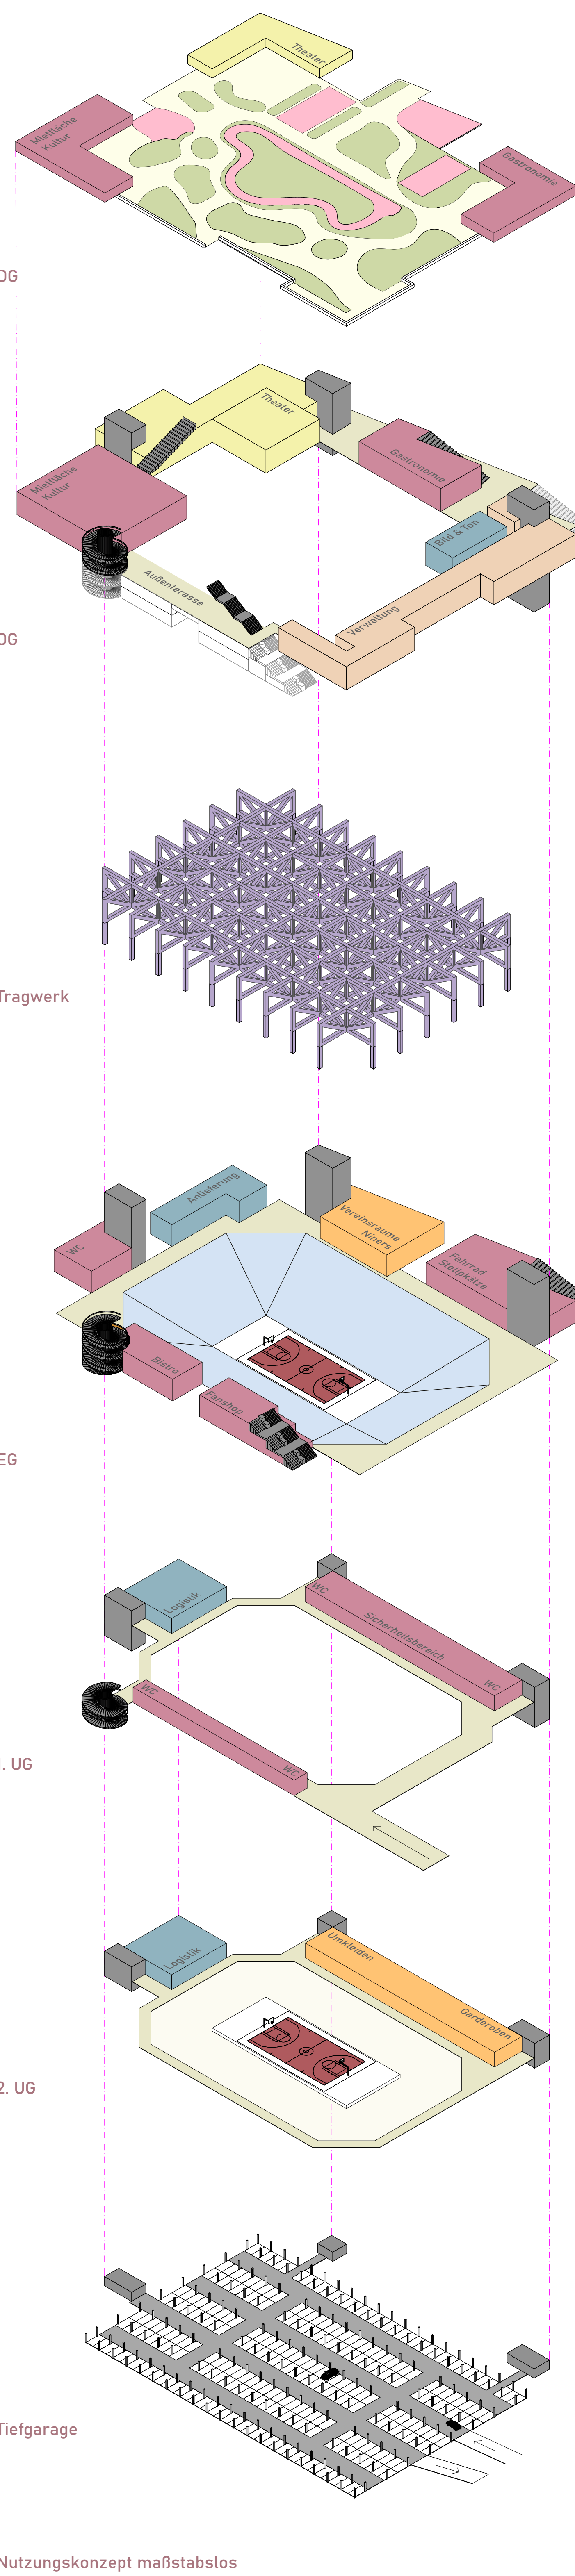 Theater
Mietfläche
Kultur
Gastronomie
OG
Theater
Gastronomie
Mietfläche
Kultur
Bild & Ton
Außenterasse
Verwaltung
OG
Tragwerk
Anlieferung
Vereinsräume
Niners
WC
Fahrrad
Stellpkätze
Bistro
Fanshop
EG
WC
Logistik
Sicherheitsbereich
WC
WC
WC
1. UG
Umkleiden
Logistik
Garderoben
2. UG
Tiefgarage
Nutzungskonzept maßstabslos